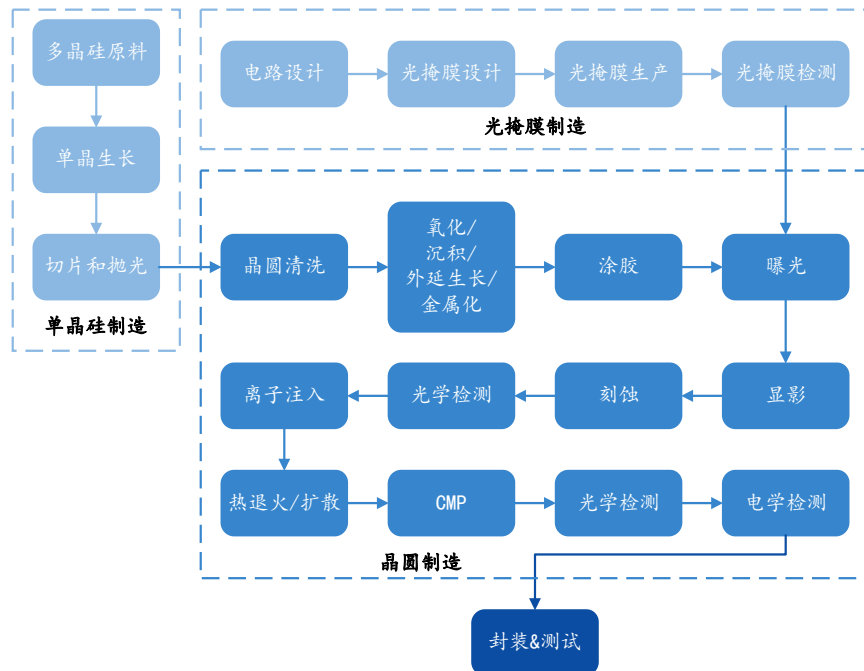 多晶硅原料
单晶生长
切片和抛光
单晶硅制造
电路设计
光掩膜设计
光掩膜生产
光掩膜检测
光掩膜制造
晶圆清洗
氧化/
沉积/
外延生长/
金属化
涂胶
曝光
显影
刻蚀
光学检测
离子注入
热退火/扩散
CMP
光学检测
电学检测
晶圆制造
封装&测试